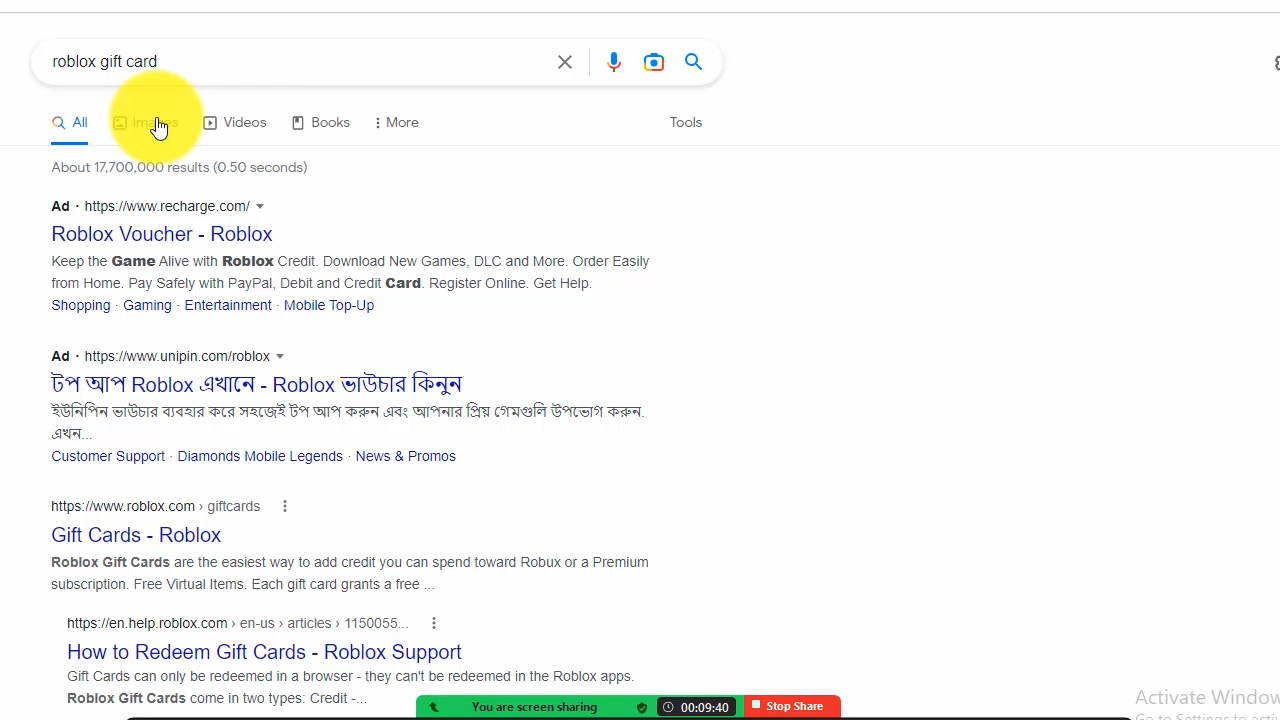 roblox gift card
All Images Videos Books More Tools
About 17,700,000 results (0.50 seconds)
Ad · https://www.recharge.com/
Roblox Voucher - Roblox
Keep the Game Alive with Roblox Credit. Download New Games, DLC and More. Order Easily
from Home. Pay Safely with PayPal, Debit and Credit Card. Register Online. Get Help.
Shopping · Gaming · Entertainment · Mobile Top-Up
Ad · https://www.unipin.com/roblox
টপ আপ Roblox এখানে - Roblox ভাউচার কিনুন
ইউনিপিন ভাউচার ব্যবহার করে সহজেই টপ আপ করুন এবং আপনার প্রিয় গেমগুলি উপভোগ করুন.
এখন...
Customer Support · Diamonds Mobile Legends · News & Promos
https://www.roblox.com › giftcards
Gift Cards - Roblox
Roblox Gift Cards are the easiest way to add credit you can spend toward Robux or a Premium
subscription. Free Virtual Items. Each gift card grants a free ...
https://en.help.roblox.com › en-us › articles › 1150055...
How to Redeem Gift Cards - Roblox Support
Gift Cards can only be redeemed in a browser - they can't be redeemed in the Roblox apps.
Roblox Gift Cards come in two types: Credit -...
You are screen sharing 00:09:40 Stop Share
Activate Window
Go to Settings to acti